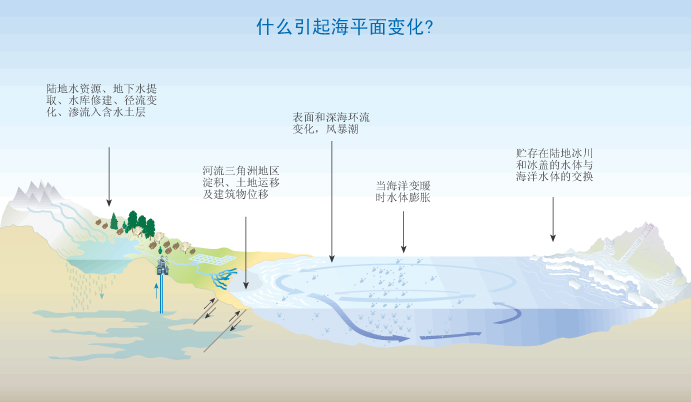 什么引起海平面变化?
陆地水资源、地下水提
取、水库修建、径流变
化、渗流入含水土层
河流三角洲地区
淀积、土地运移
及建筑物位移
表面和深海环流
变化，风暴潮
当海洋变暖
时水体膨胀
贮存在陆地冰川
和冰盖的水体与
海洋水体的交换